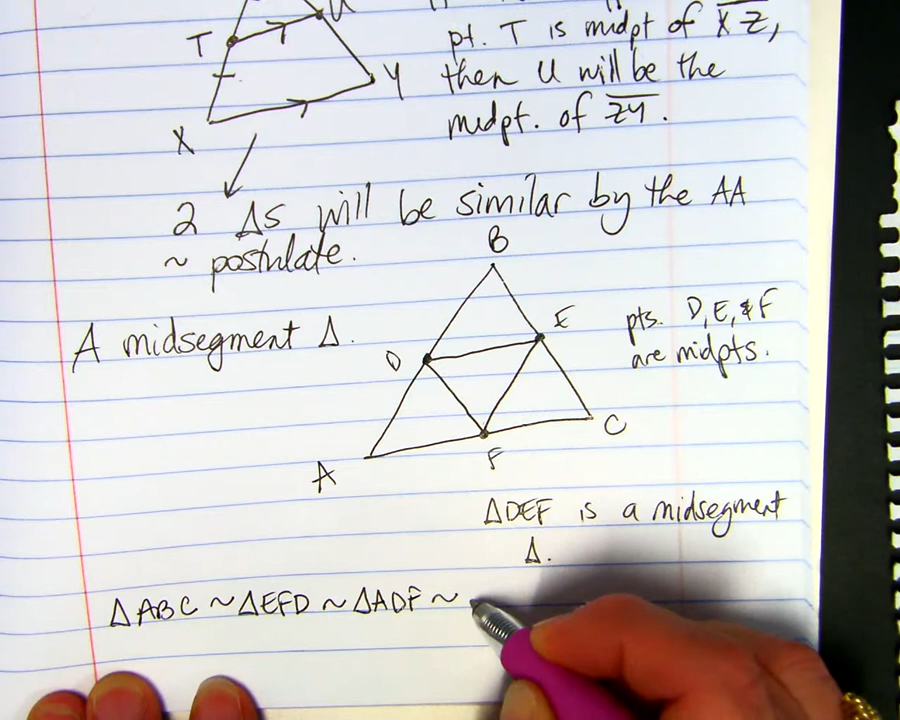 U
T
pt. T is midpt of XZ,
Y
then U will be the
midpt. of ZY.
X
2 Δs will be similar by the AA
~ postulate.
B
A midsegment Δ.
E
pts. D, E, & F
are midpts.
D
C
F
A
ΔDEF is a midsegment
Δ.
ΔABC ~ ΔEFD ~ ΔADF ~